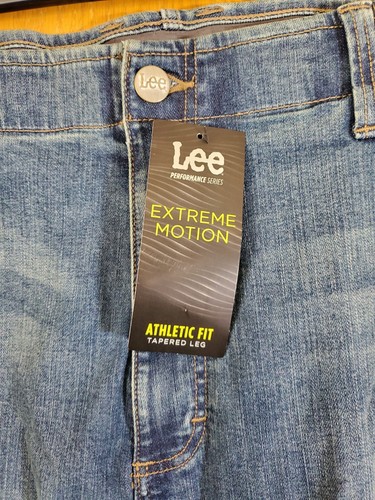 Lee
Lee
PERFORMANCE SERIES
EXTREME
MOTION
ATHLETIC FIT
TAPERED LEG